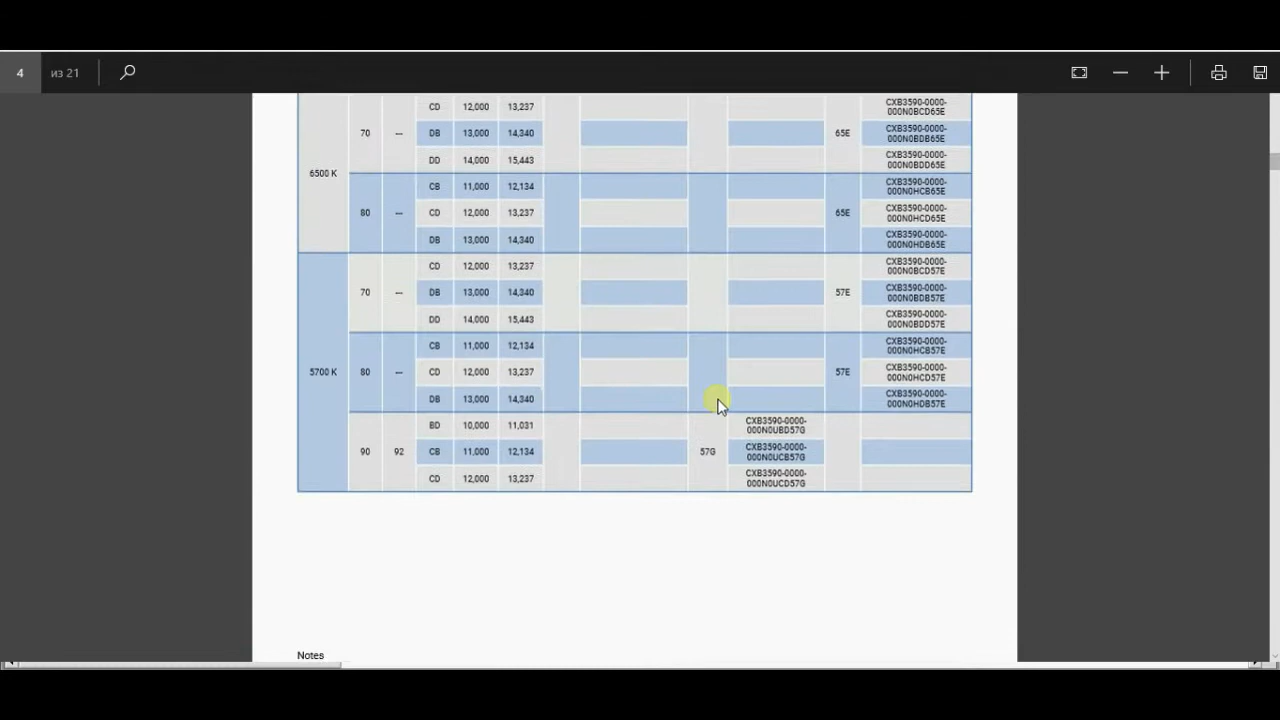 4 из 21
CD 12,000 13,237 CXB3590-0000-
000N0BCD65E
70 --- DB 13,000 14,340 65E CXB3590-0000-
000N0BDB65E
DD 14,000 15,443 CXB3590-0000-
000N0BDD65E
6500 K
CB 11,000 12,134 CXB3590-0000-
000N0HCB65E
80 --- CD 12,000 13,237 65E CXB3590-0000-
000N0HCD65E
DB 13,000 14,340 CXB3590-0000-
000N0HDB65E
CD 12,000 13,237 CXB3590-0000-
000N0BCD57E
70 --- DB 13,000 14,340 57E CXB3590-0000-
000N0BDB57E
DD 14,000 15,443 CXB3590-0000-
000N0BDD57E
CB 11,000 12,134 CXB3590-0000-
000N0HCB57E
5700 K 80 --- CD 12,000 13,237 57E CXB3590-0000-
000N0HCD57E
DB 13,000 14,340 CXB3590-0000-
000N0HDB57E
BD 10,000 11,031 CXB3590-0000-
000N0UBD57G
90 92 CB 11,000 12,134 57G CXB3590-0000-
000N0UCB57G
CD 12,000 13,237 CXB3590-0000-
000N0UCD57G
Notes